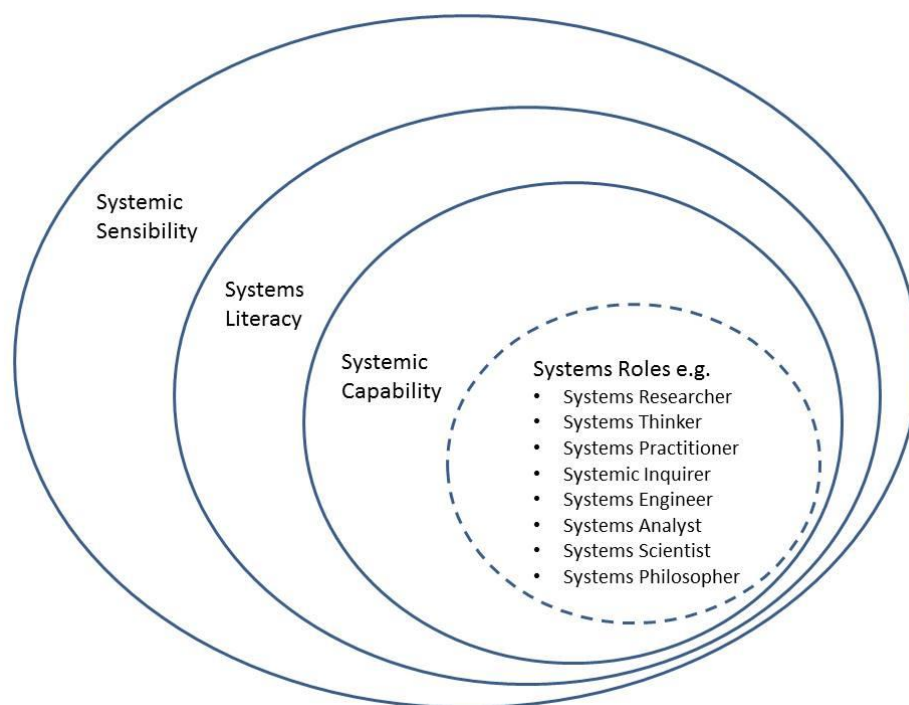 Systemic
Sensibility
Systems
Literacy
Systemic
Capability
Systems Roles e.g.
• Systems Researcher
• Systems Thinker
• Systems Practitioner
• Systemic Inquirer
• Systems Engineer
• Systems Analyst
• Systems Scientist
• Systems Philosopher